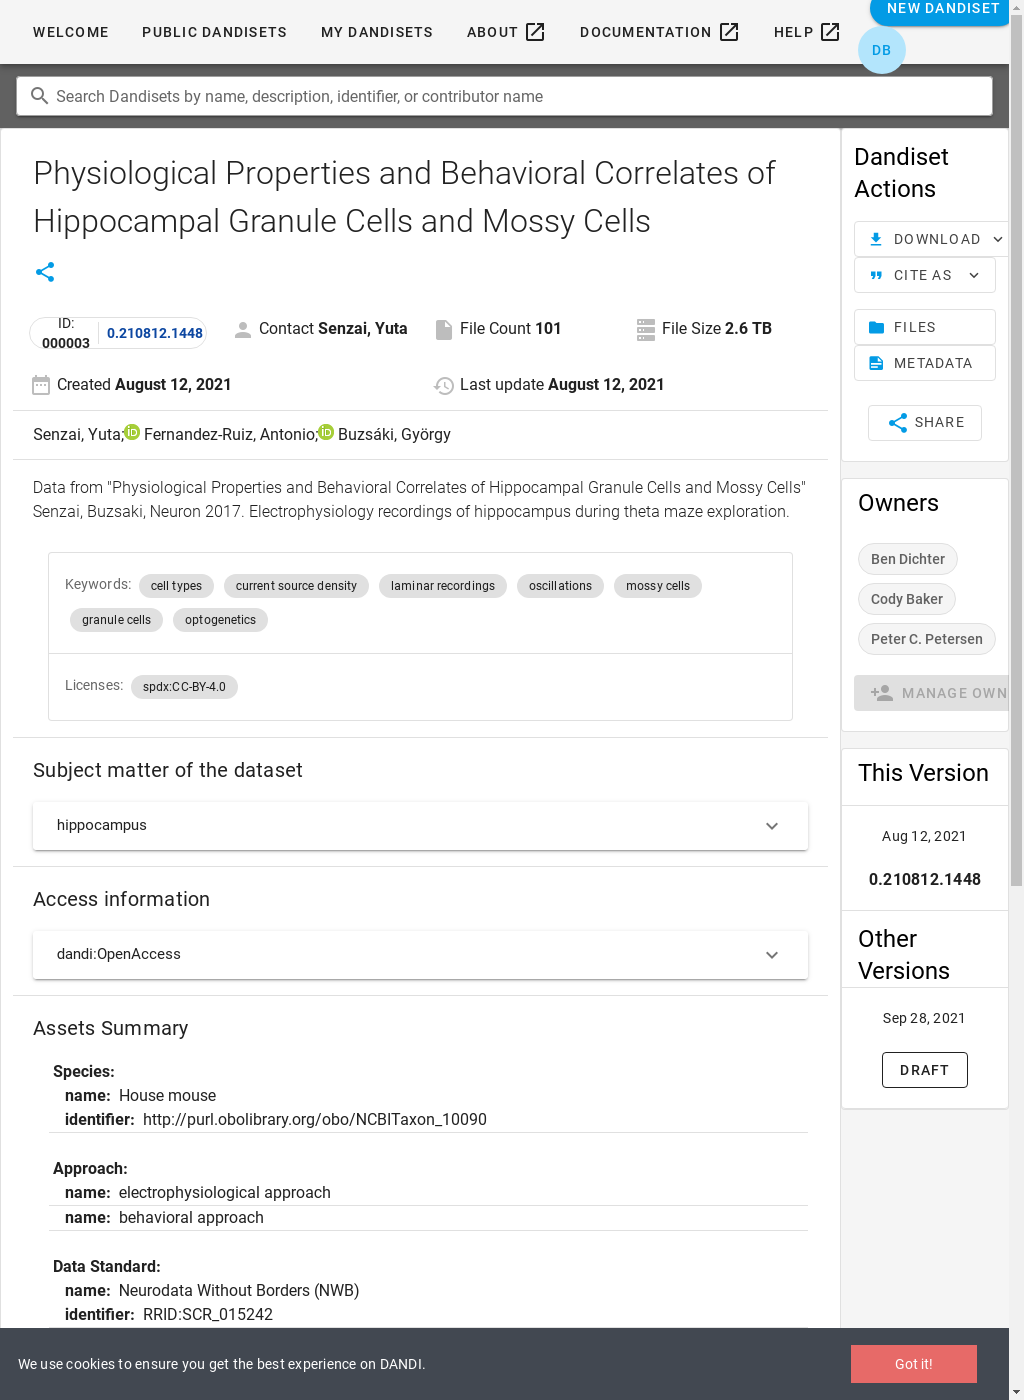 NEW DANDISET
WELCOME PUBLIC DANDISETS MY DANDISETS ABOUT DOCUMENTATION HELP
DB
Search Dandisets by name, description, identifier, or contributor name
Physiological Properties and Behavioral Correlates of
Hippocampal Granule Cells and Mossy Cells
ID:
000003
0.210812.1448
Contact Senzai, Yuta
File Count 101
File Size 2.6 TB
Created August 12, 2021
Last update August 12, 2021
Senzai, Yuta; Fernandez-Ruiz, Antonio; Buzsáki, György
Data from "Physiological Properties and Behavioral Correlates of Hippocampal Granule Cells and Mossy Cells"
Senzai, Buzsaki, Neuron 2017. Electrophysiology recordings of hippocampus during theta maze exploration.
Keywords: cell types current source density laminar recordings oscillations mossy cells
granule cells optogenetics
Licenses: spdx:CC-BY-4.0
Subject matter of the dataset
hippocampus
Access information
dandi:OpenAccess
Assets Summary
Species:
name: House mouse
identifier: http://purl.obolibrary.org/obo/NCBITaxon_10090
Approach:
name: electrophysiological approach
name: behavioral approach
Data Standard:
name: Neurodata Without Borders (NWB)
identifier: RRID:SCR_015242
Dandiset
Actions
DOWNLOAD
CITE AS
FILES
METADATA
SHARE
Owners
Ben Dichter
Cody Baker
Peter C. Petersen
MANAGE OWN
This Version
Aug 12, 2021
0.210812.1448
Other
Versions
Sep 28, 2021
DRAFT
We use cookies to ensure you get the best experience on DANDI.
Got it!